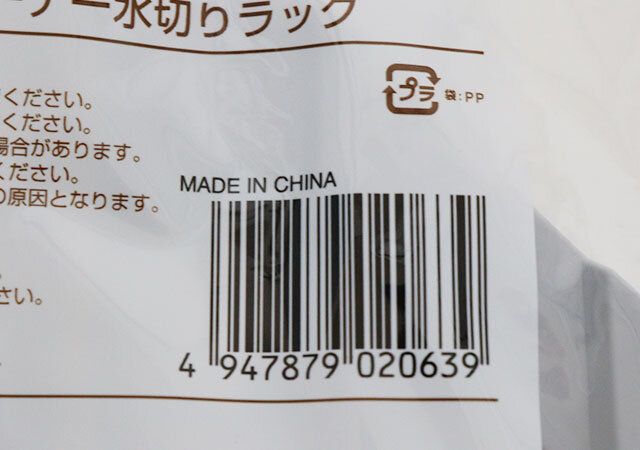 ーナー水切りラック
プラ 袋:PP
ください。
ください。
場合があります。
ください。
の原因となります。
さい。
MADE IN CHINA
4 947879 020639